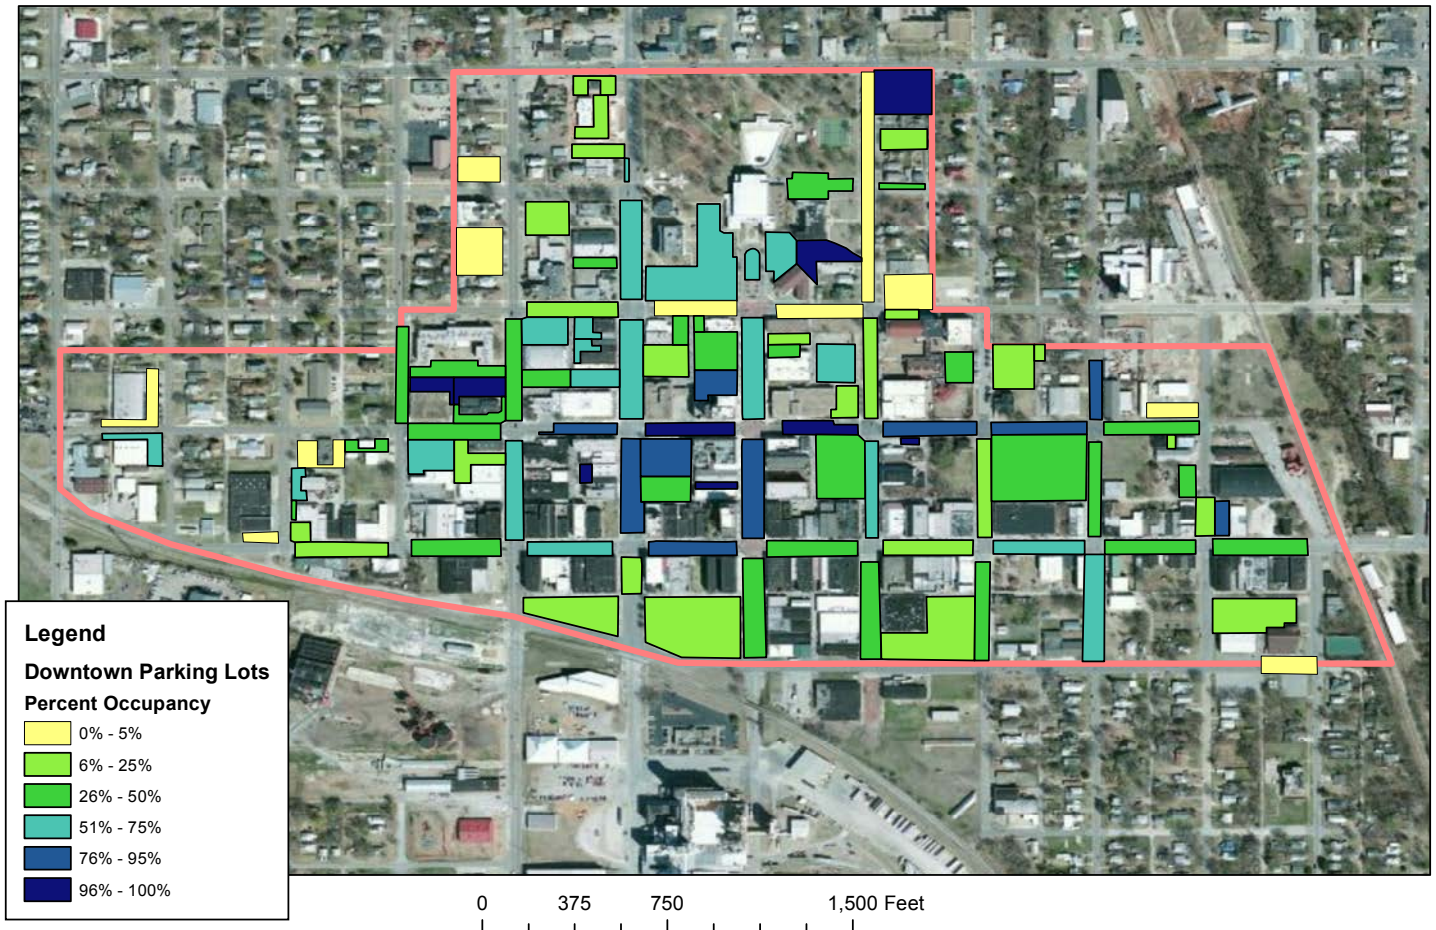 Legend
Downtown Parking Lots
Percent Occupancy
0% - 5%
6% - 25%
26% - 50%
51% - 75%
76% - 95%
96% - 100%
0 375 750 1,500 Feet